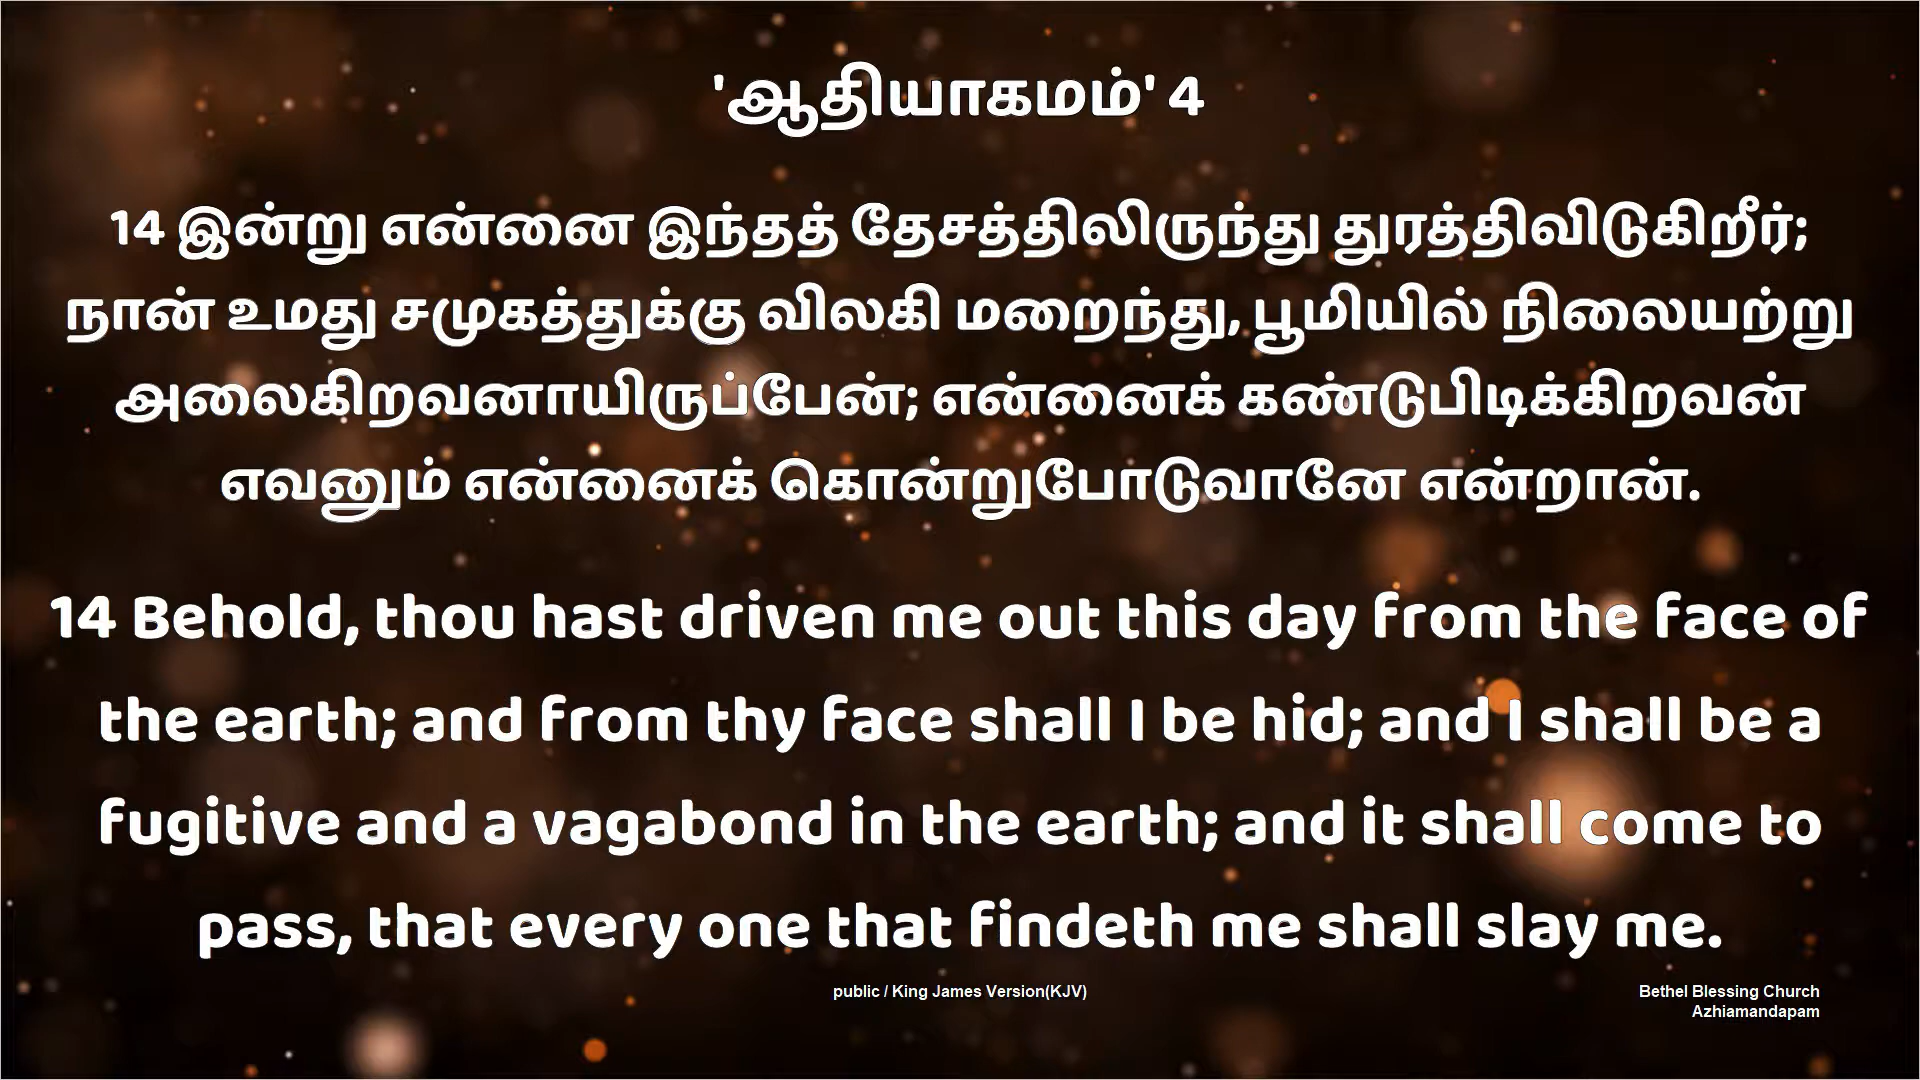 'ஆதியாகமம்' 4
14 இன்று என்னை இந்தத் தேசத்திலிருந்து துரத்திவிடுகிறீர்;
நான் உமது சமுகத்துக்கு விலகி மறைந்து, பூமியில் நிலையற்று
அலைகிறவனாயிருப்பேன்; என்னைக் கண்டுபிடிக்கிறவன்
எவனும் என்னைக் கொன்றுபோடுவானே என்றான்.
14 Behold, thou hast driven me out this day from the face of
the earth; and from thy face shall I be hid; and I shall be a
fugitive and a vagabond in the earth; and it shall come to
pass, that every one that findeth me shall slay me.
public / King James Version(KJV)
Bethel Blessing Church
Azhiamandapam